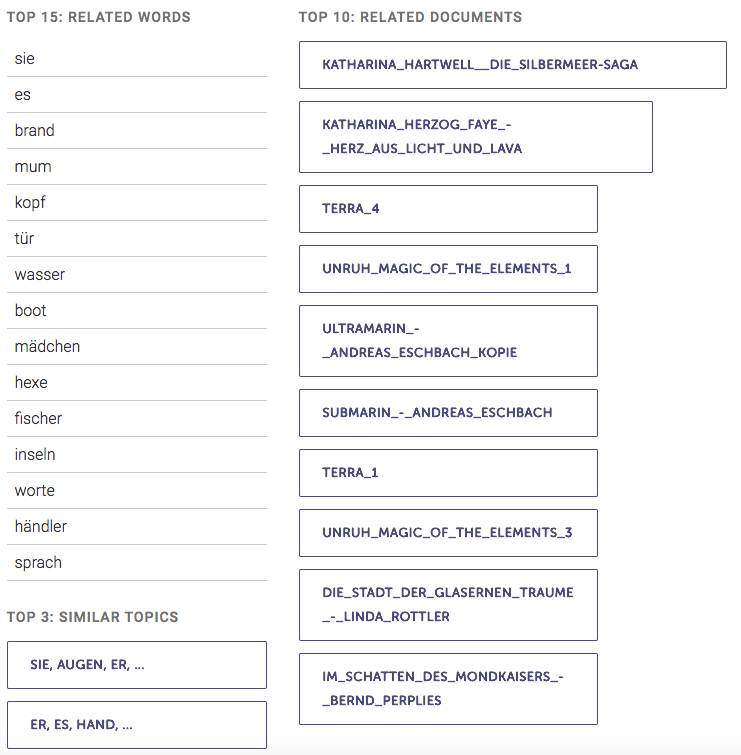 TOP 15: RELATED WORDS
sie
es
brand
mum
kopf
tür
wasser
boot
mädchen
hexe
fischer
inseln
worte
händler
sprach
TOP 3: SIMILAR TOPICS
SIE, AUGEN, ER, ...
ER, ES, HAND, ...
TOP 10: RELATED DOCUMENTS
KATHARINA_HARTWELL__DIE_SILBERMEER-SAGA
KATHARINA_HERZOG_FAYE_-
_HERZ_AUS_LICHT_UND_LAVA
TERRA_4
UNRUH_MAGIC_OF_THE_ELEMENTS_1
ULTRAMARIN_-
_ANDREAS_ESCHBACH_KOPIE
SUBMARIN_-_ANDREAS_ESCHBACH
TERRA_1
UNRUH_MAGIC_OF_THE_ELEMENTS_3
DIE_STADT_DER_GLASERNEN_TRAUME
_-_LINDA_ROTTLER
IM_SCHATTEN_DES_MONDKAISERS_-
_BERND_PERPLIES